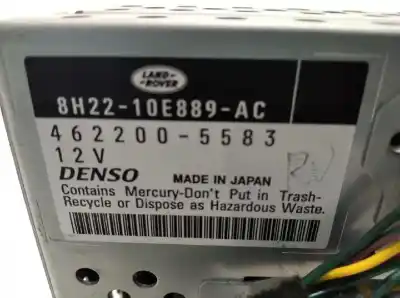 LAND-
ROVER
8H22-10E889-AC
462200-5583
12V
RV
DENSO MADE IN JAPAN
Contains Mercury-Don't Put in Trash-
Recycle or Dispose as Hazardous Waste.